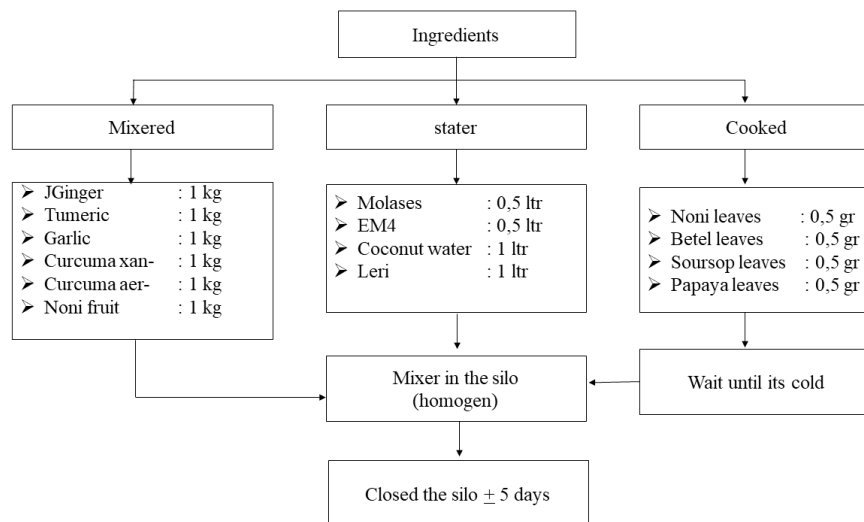 Ingredients
Mixered
stater
Cooked
➤ JGinger : 1 kg
➤ Tumeric : 1 kg
➤ Garlic : 1 kg
➤ Curcuma xan- : 1 kg
➤ Curcuma aer- : 1 kg
➤ Noni fruit : 1 kg
➤ Molases : 0,5 ltr
➤ EM4 : 0,5 ltr
➤ Coconut water : 1 ltr
➤ Leri : 1 ltr
➤ Noni leaves : 0,5 gr
➤ Betel leaves : 0,5 gr
➤ Soursop leaves : 0,5 gr
➤ Papaya leaves : 0,5 gr
Mixer in the silo
(homogen)
Wait until its cold
Closed the silo ± 5 days